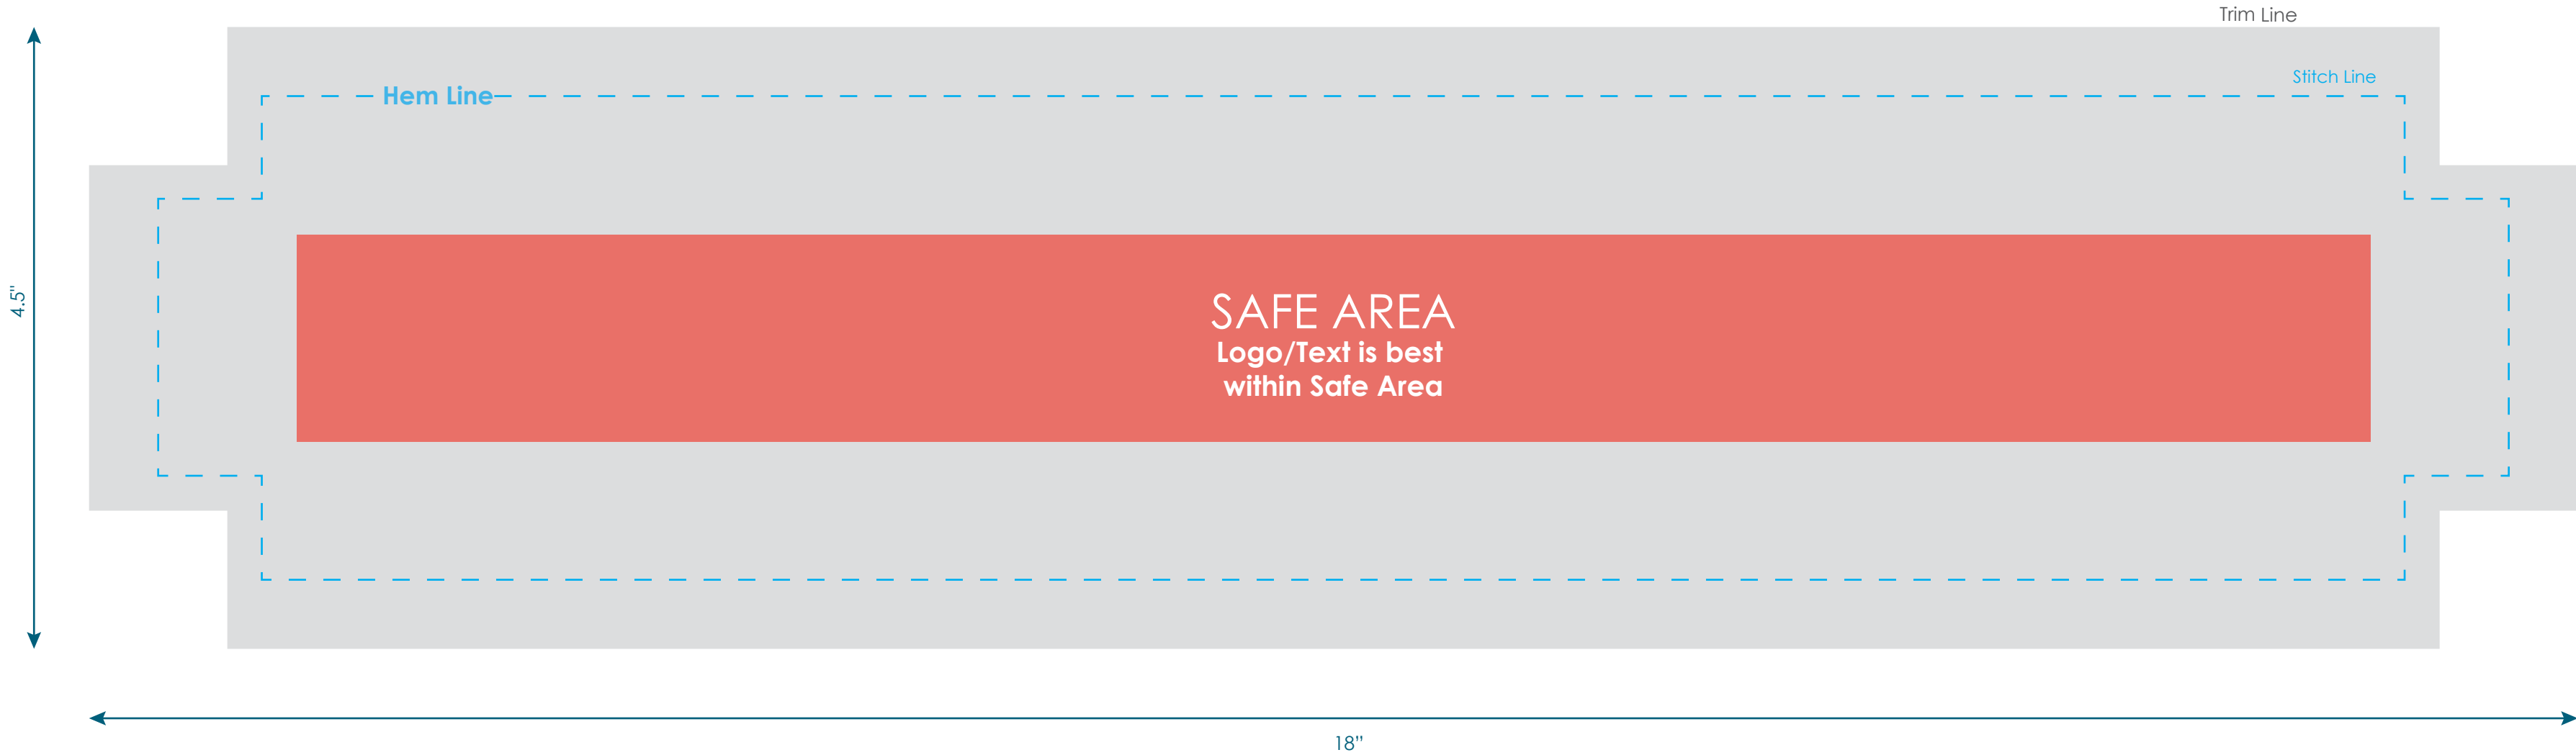 Trim Line
Stitch Line
Hem Line
4.5"
SAFE AREA
Logo/Text is best
within Safe Area
18”